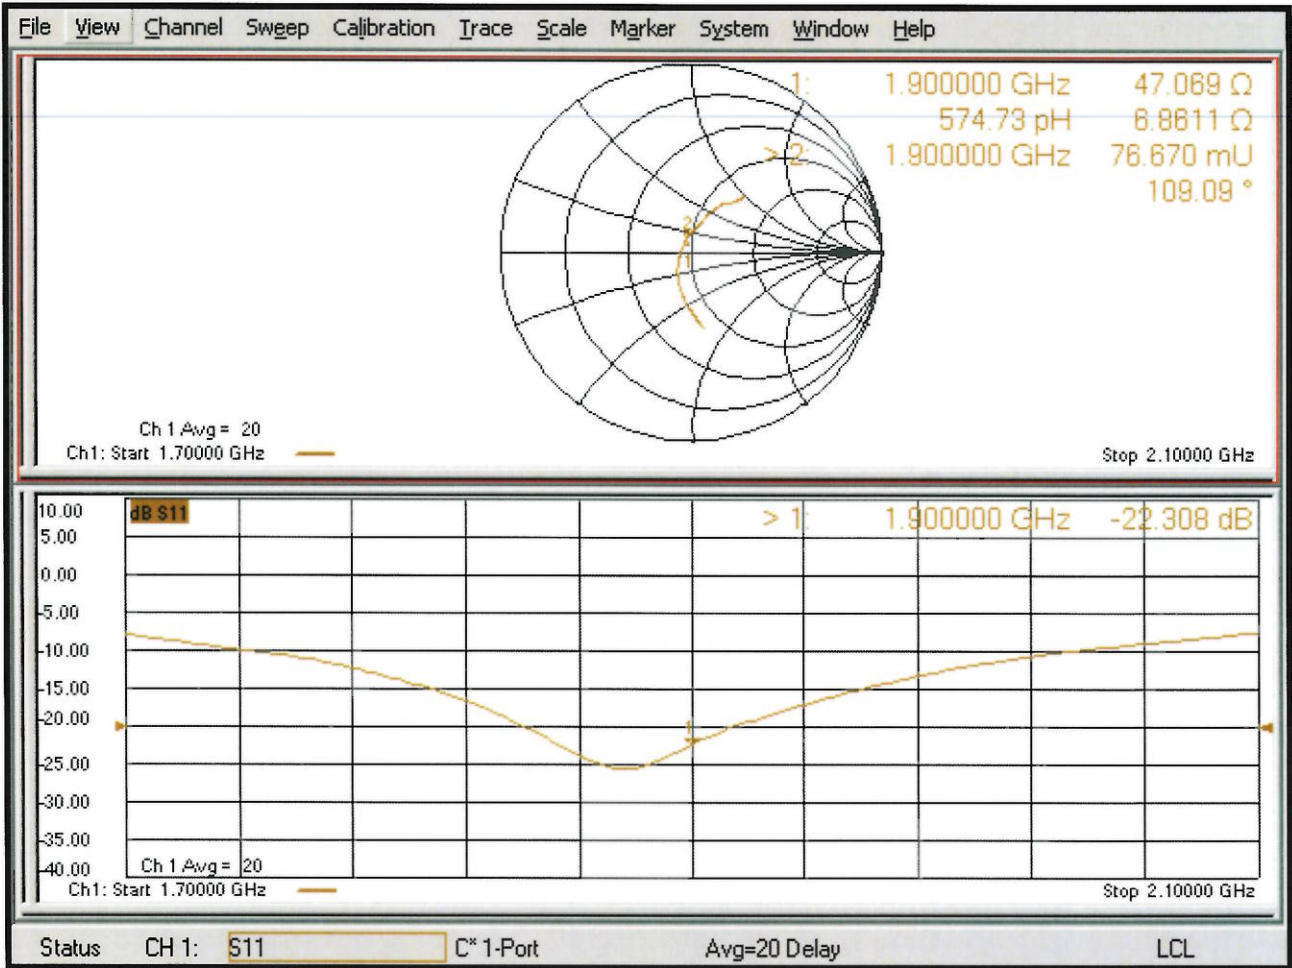 File View Channel Sweep Calibration Trace Scale Marker System Window Help
1: 1.900000 GHz 47.069 Ω
574.73 pH 6.8611 Ω
> 2: 1.900000 GHz 76.670 mU
109.09 °
2
1
Ch 1 Avg = 20
Ch1: Start 1.70000 GHz
Stop 2.10000 GHz
10.00
dB S11
> 1: 1.900000 GHz -22.308 dB
5.00
0.00
-5.00
-10.00
-15.00
-20.00
1
-25.00
-30.00
-35.00
-40.00
Ch 1 Avg = 20
Ch1: Start 1.70000 GHz
Stop 2.10000 GHz
Status CH 1: S11 C* 1-Port Avg=20 Delay LCL